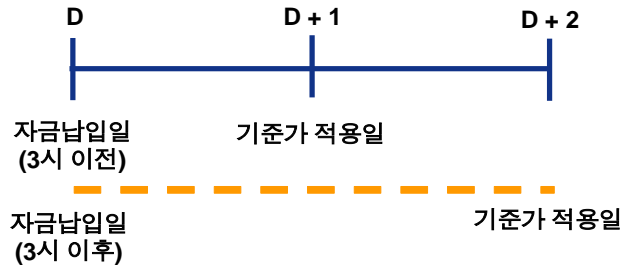 D
D + 1
D + 2
자금납입일
(3시 이전)
기준가 적용일
자금납입일
(3시 이후)
기준가 적용일